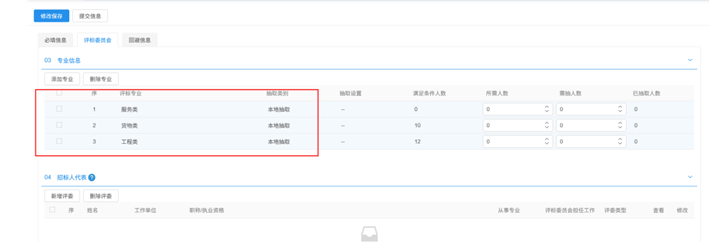 修改保存 提交信息
必填信息 评标委员会 回避信息
03 专业信息
添加专业 删除专业
序 评标专业 抽取类别 抽取设置 满足条件人数 所需人数 需抽人数 已抽取人数
1 服务类 本地抽取 -- 0 0 0 0
2 货物类 本地抽取 -- 10 0 0 0
3 工程类 本地抽取 -- 12 0 0 0
04 招标人代表 ?
新增评委 删除评委
序 姓名 工作单位 职称/执业资格 从事专业 评标委员会担任工作 评委类型 查看 修改